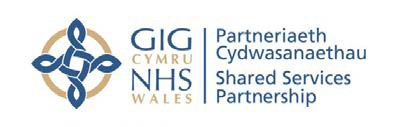 GIG
CYMRU
NHS
WALES
Partneriaeth
Cydwasanaethau
Shared Services
Partnership